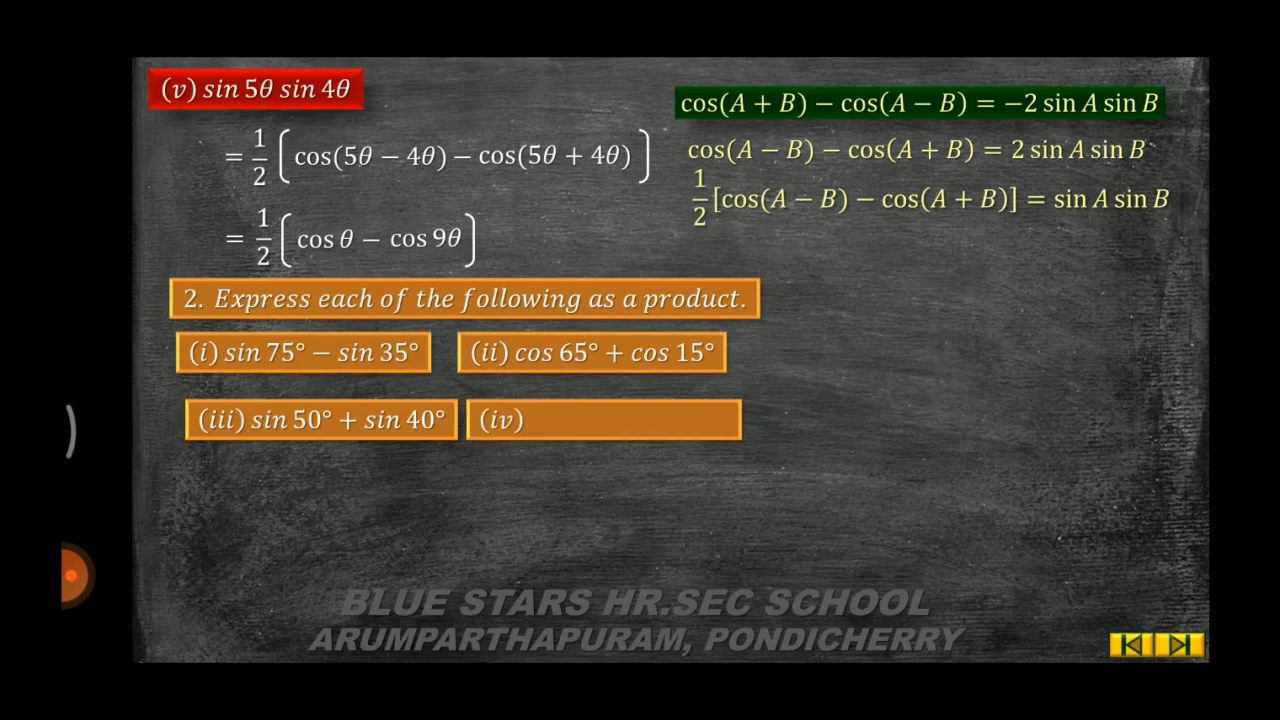 (v) sin 5θ sin 4θ
cos(A + B) − cos(A − B) = −2 sin A sin B
= 1/2 [cos(5θ − 4θ) − cos(5θ + 4θ)]
cos(A − B) − cos(A + B) = 2 sin A sin B
1/2 [cos(A − B) − cos(A + B)] = sin A sin B
= 1/2 [cos θ − cos 9θ]
2. Express each of the following as a product.
(i) sin 75° − sin 35°
(ii) cos 65° + cos 15°
(iii) sin 50° + sin 40°
(iv)
BLUE STARS HR.SEC SCHOOL
ARUMPARTHAPURAM, PONDICHERRY